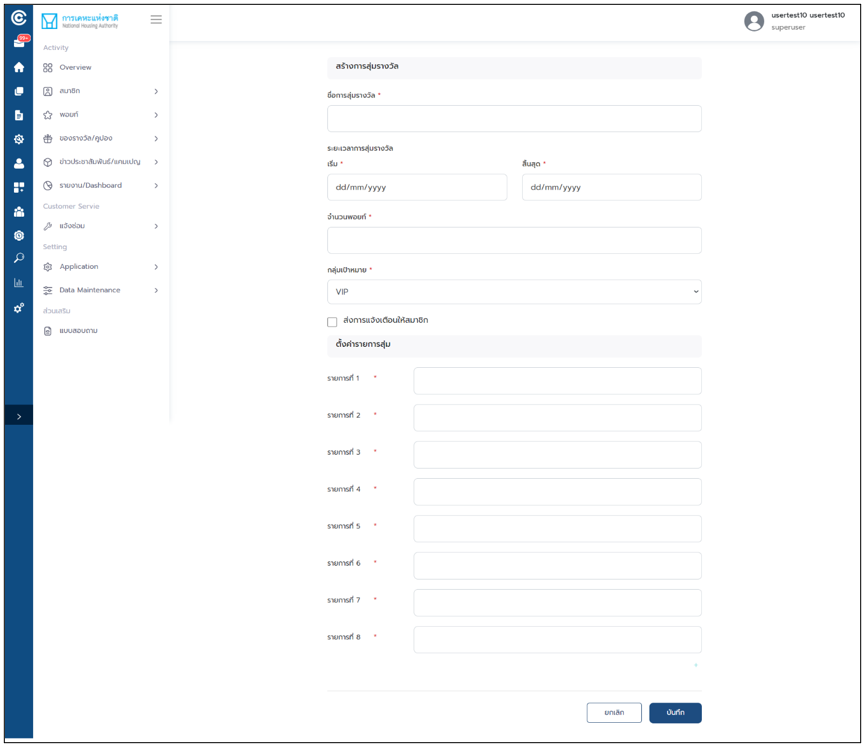 99+
การเคหะแห่งชาติ
National Housing Authority
usertest10 usertest10
superuser
Activity
Overview
สมาชิก
พอยท์
ของรางวัล/คูปอง
ข่าวประชาสัมพันธ์/แคมเปญ
รายงาน/Dashboard
Customer Servie
แจ้งซ่อม
Setting
Application
Data Maintenance
ส่วนเสริม
แบบสอบถาม
สร้างการสุ่มรางวัล
ชื่อการสุ่มรางวัล *
ระยะเวลาการสุ่มรางวัล
เริ่ม *
สิ้นสุด *
dd/mm/yyyy
dd/mm/yyyy
จำนวนพอยท์ *
กลุ่มเป้าหมาย *
VIP
ส่งการแจ้งเตือนให้สมาชิก
ตั้งค่ารายการสุ่ม
รายการที่ 1 *
รายการที่ 2 *
รายการที่ 3 *
รายการที่ 4 *
รายการที่ 5 *
รายการที่ 6 *
รายการที่ 7 *
รายการที่ 8 *
+
ยกเลิก
บันทึก